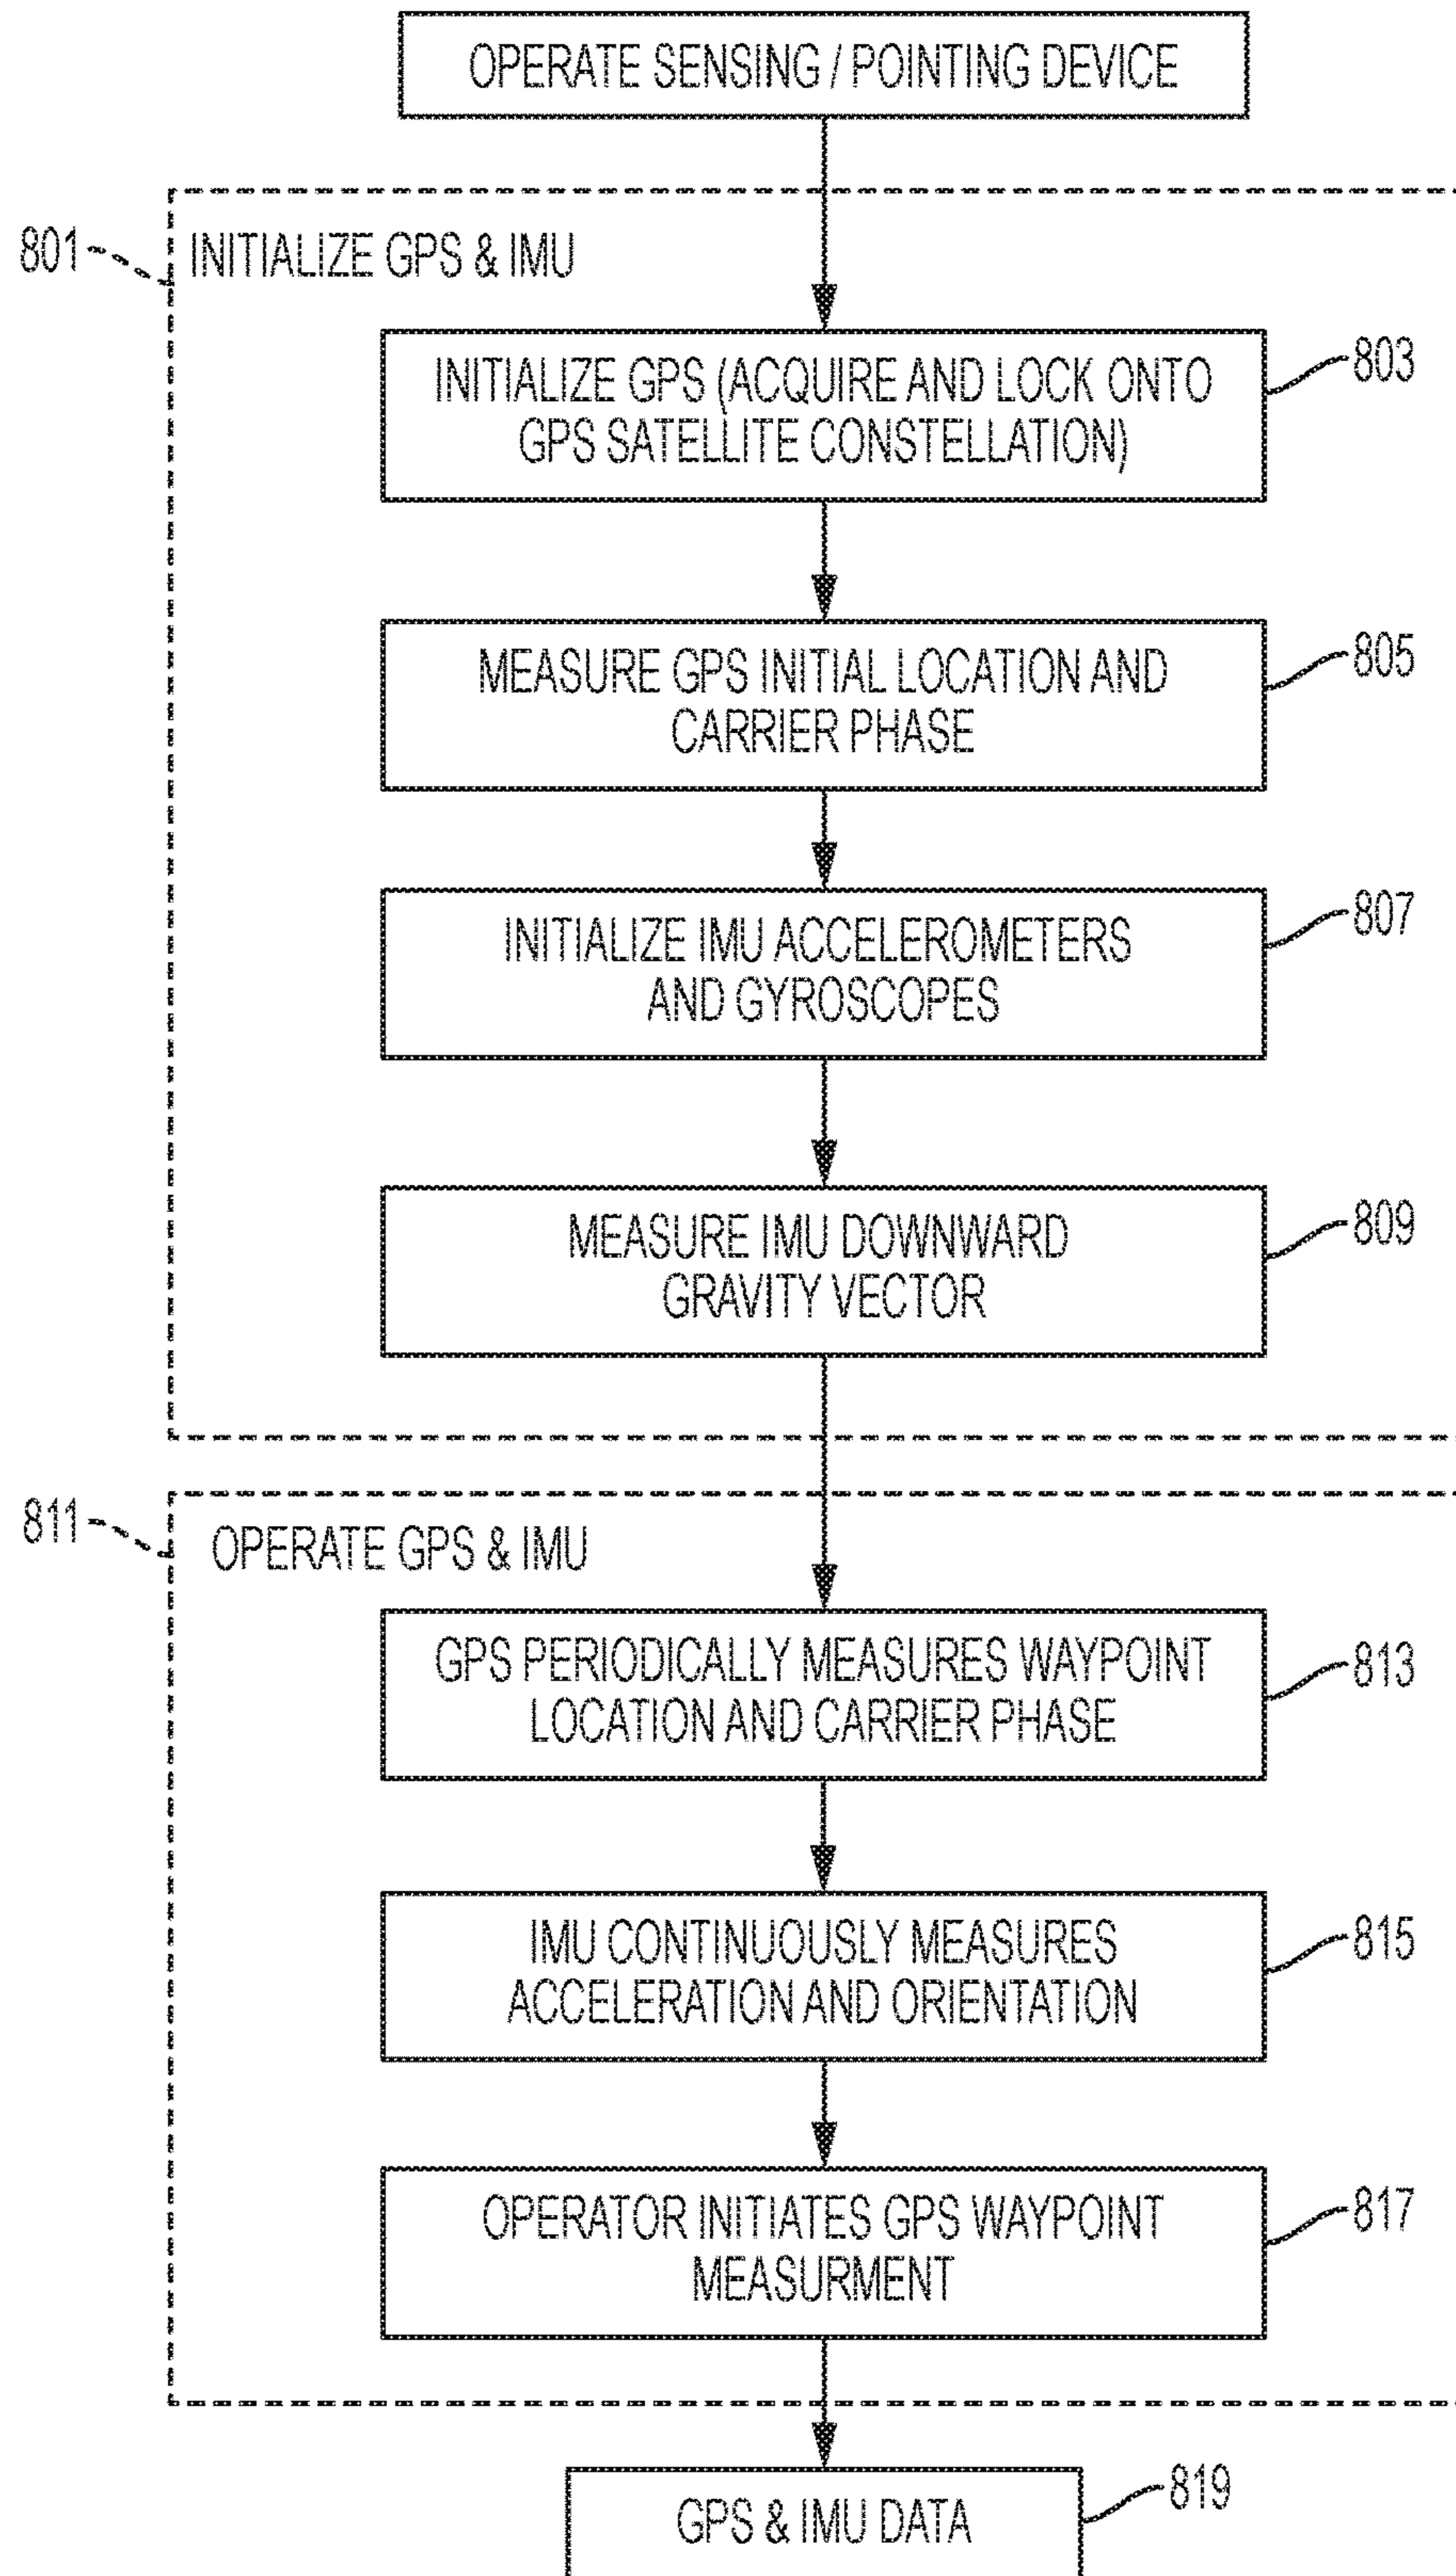 OPERATE SENSING / POINTING DEVICE
801
INITIALIZE GPS & IMU
INITIALIZE GPS (ACQUIRE AND LOCK ONTO
GPS SATELLITE CONSTELLATION)
803
MEASURE GPS INITIAL LOCATION AND
CARRIER PHASE
805
INITIALIZE IMU ACCELEROMETERS
AND GYROSCOPES
807
MEASURE IMU DOWNWARD
GRAVITY VECTOR
809
811
OPERATE GPS & IMU
GPS PERIODICALLY MEASURES WAYPOINT
LOCATION AND CARRIER PHASE
813
IMU CONTINUOUSLY MEASURES
ACCELERATION AND ORIENTATION
815
OPERATOR INITIATES GPS WAYPOINT
MEASURMENT
817
GPS & IMU DATA
819